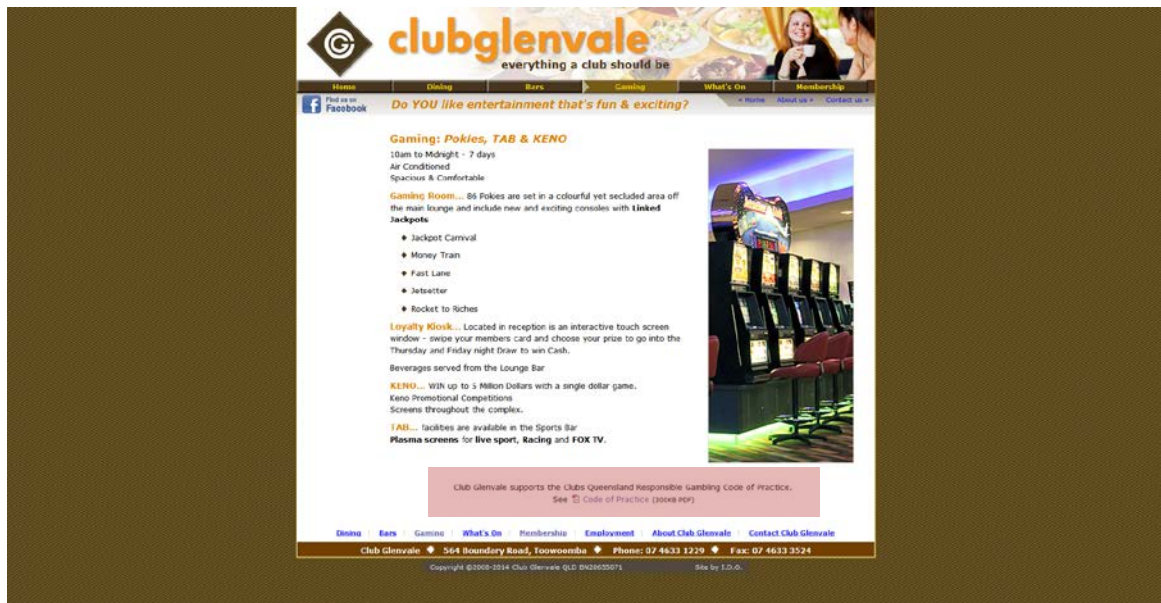 clubglenvale
everything a club should be
Home Dining Bars Gaming What's On Membership
Find us on
Facebook
Do YOU like entertainment that's fun & exciting?
« Home About us » Contact us »
Gaming: Pokies, TAB & KENO
10am to Midnight - 7 days
Air Conditioned
Spacious & Comfortable
Gaming Room... 86 Pokies are set in a colourful yet secluded area off
the main lounge and include new and exciting consoles with Linked
Jackpots
Jackpot Carnival
Money Train
Fast Lane
Jetsetter
Rocket to Riches
Loyalty Kiosk... Located in reception is an interactive touch screen
window - swipe your members card and choose your prize to go into the
Thursday and Friday night Draw to win Cash.
Beverages served from the Lounge Bar
KENO... WIN up to 5 Million Dollars with a single dollar game.
Keno Promotional Competitions
Screens throughout the complex.
TAB... facilities are available in the Sports Bar
Plasma screens for live sport, Racing and FOX TV.
Club Glenvale supports the Clubs Queensland Responsible Gambling Code of Practice.
See Code of Practice (300KB PDF)
Dining Bars Gaming What's On Membership Employment About Club Glenvale Contact Club Glenvale
Club Glenvale 564 Boundary Road, Toowoomba Phone: 07 4633 1229 Fax: 07 4633 3524
Copyright ©2008-2014 Club Glenvale QLD Site by I.D.O.